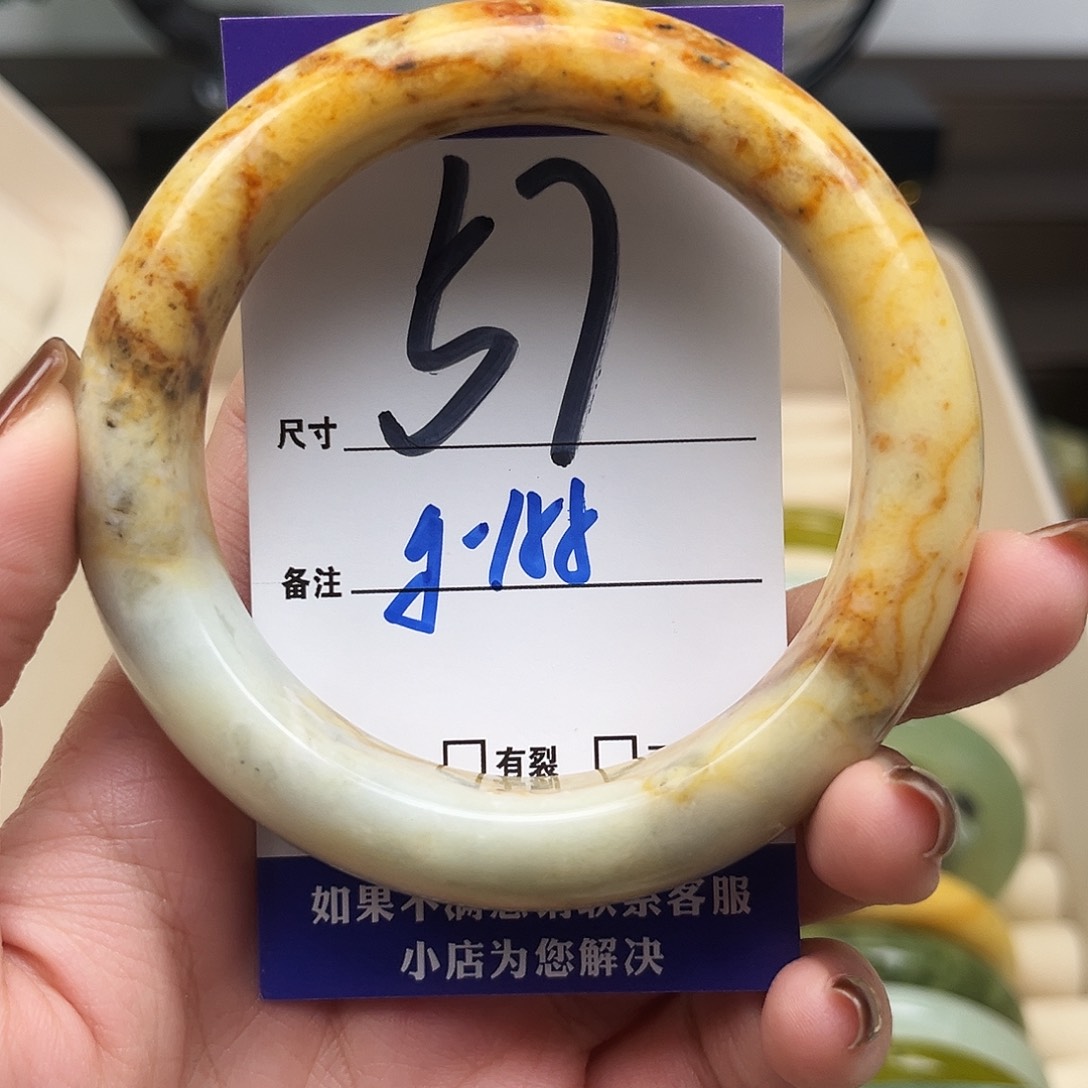 尺寸 57
备注 g-188
有裂
如果不满意请联系客服
小店为您解决